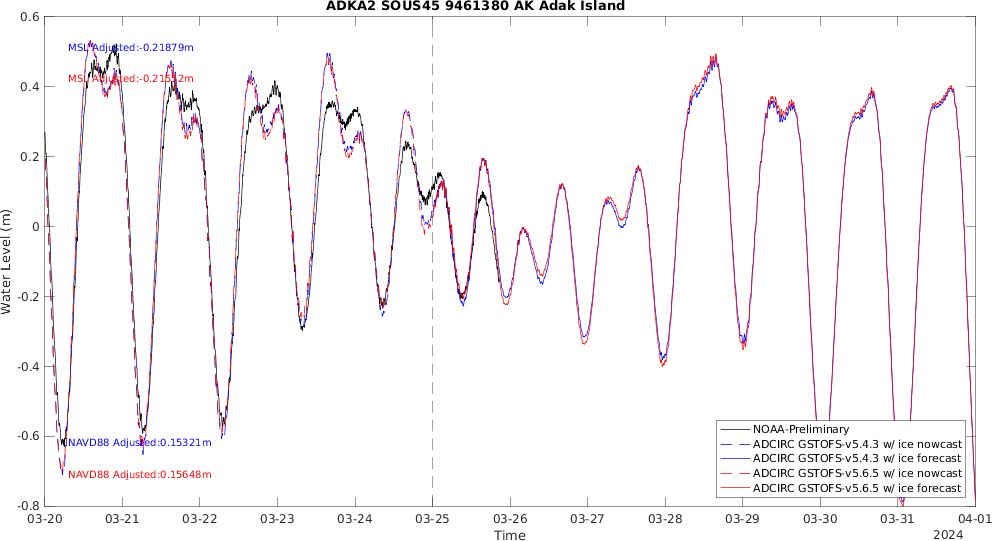 ADKA2 SOUS45 9461380 AK Adak Island
0.6
0.4
0.2
0
-0.2
-0.4
-0.6
-0.8
Water Level (m)
MSL Adjusted:-0.21879m
MSL Adjusted:-0.21512m
NAVD88 Adjusted:0.15321m
NAVD88 Adjusted:0.15648m
NOAA-Preliminary
ADCIRC GSTOFS-v5.4.3 w/ ice nowcast
ADCIRC GSTOFS-v5.4.3 w/ ice forecast
ADCIRC GSTOFS-v5.6.5 w/ ice nowcast
ADCIRC GSTOFS-v5.6.5 w/ ice forecast
03-20 03-21 03-22 03-23 03-24 03-25 03-26 03-27 03-28 03-29 03-30 03-31 04-01
Time
2024